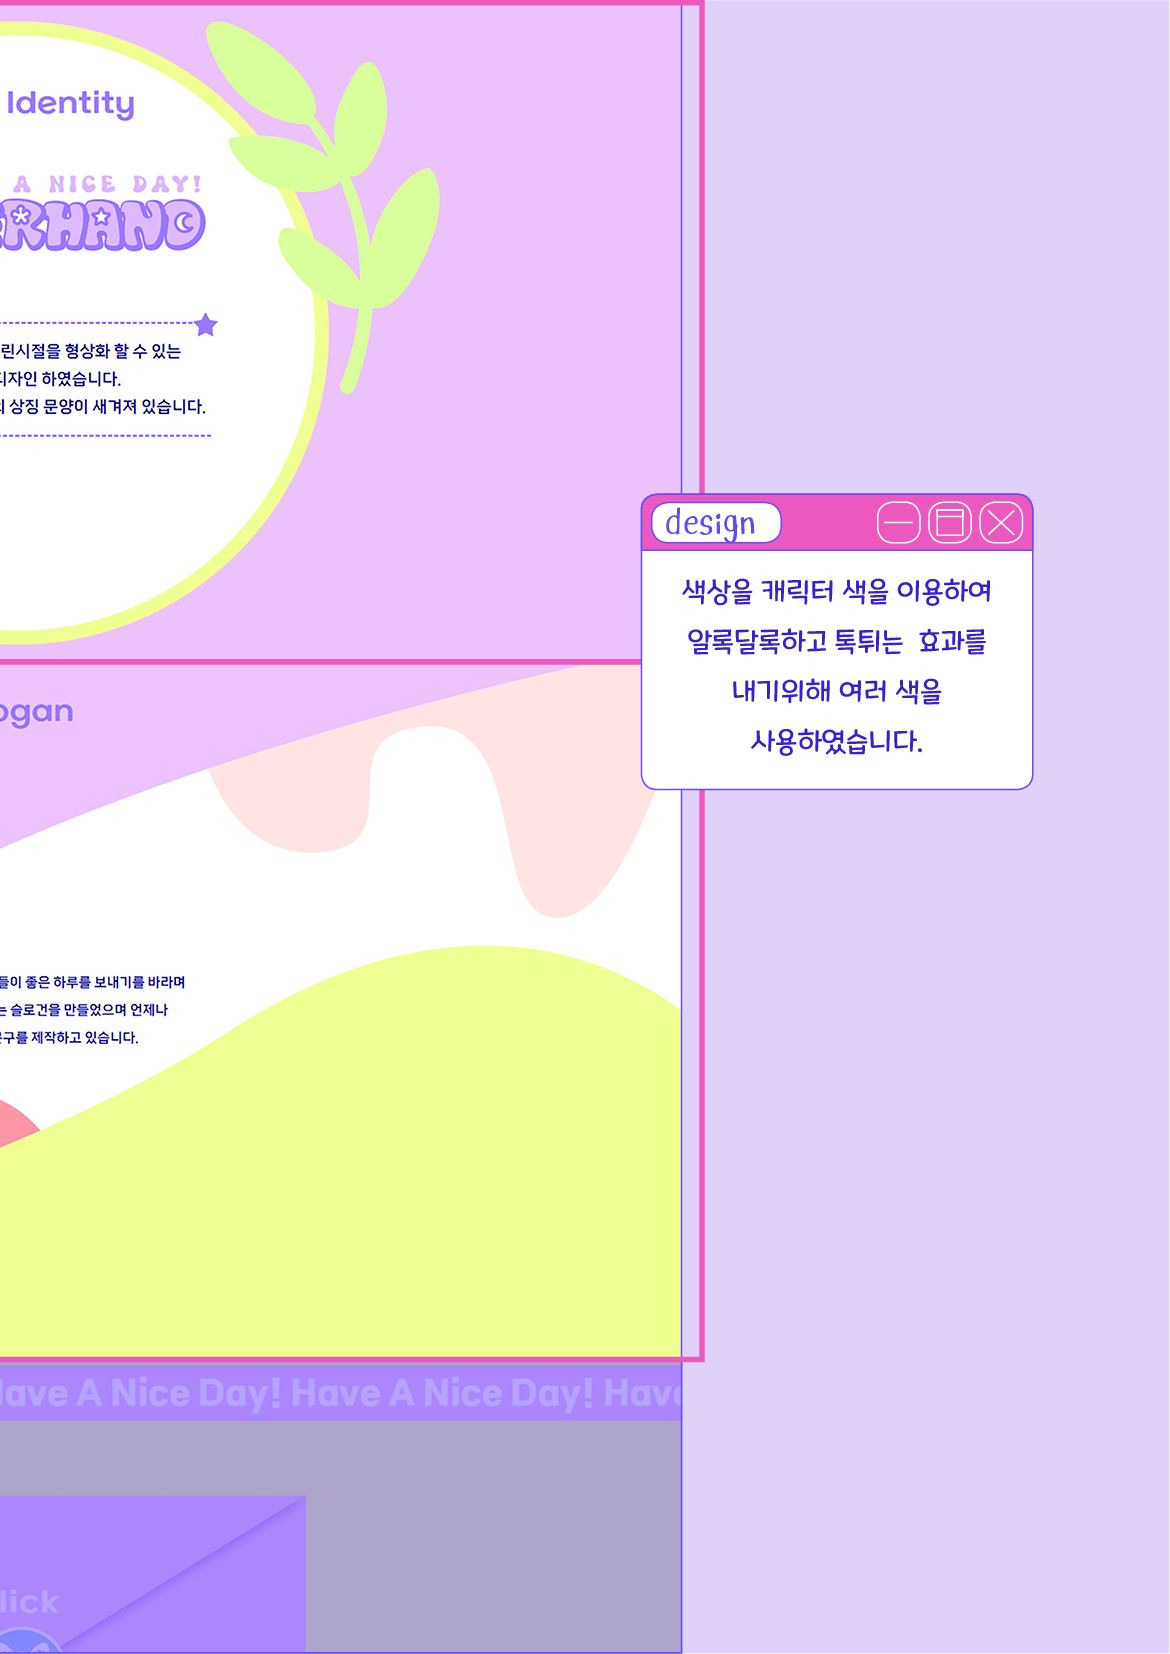 Identity
A NICE DAY!
RHAND
린시절을 형상화 할 수 있는
디자인 하였습니다.
상징 문양이 새겨져 있습니다.
design
색상을 캐릭터 색을 이용하여
알록달록하고 톡튀는 효과를
내기위해 여러 색을
사용하였습니다.
ogan
들이 좋은 하루를 보내기를 바라며
는 슬로건을 만들었으며 언제나
문구를 제작하고 있습니다.
ave A Nice Day! Have A Nice Day! Have
lick